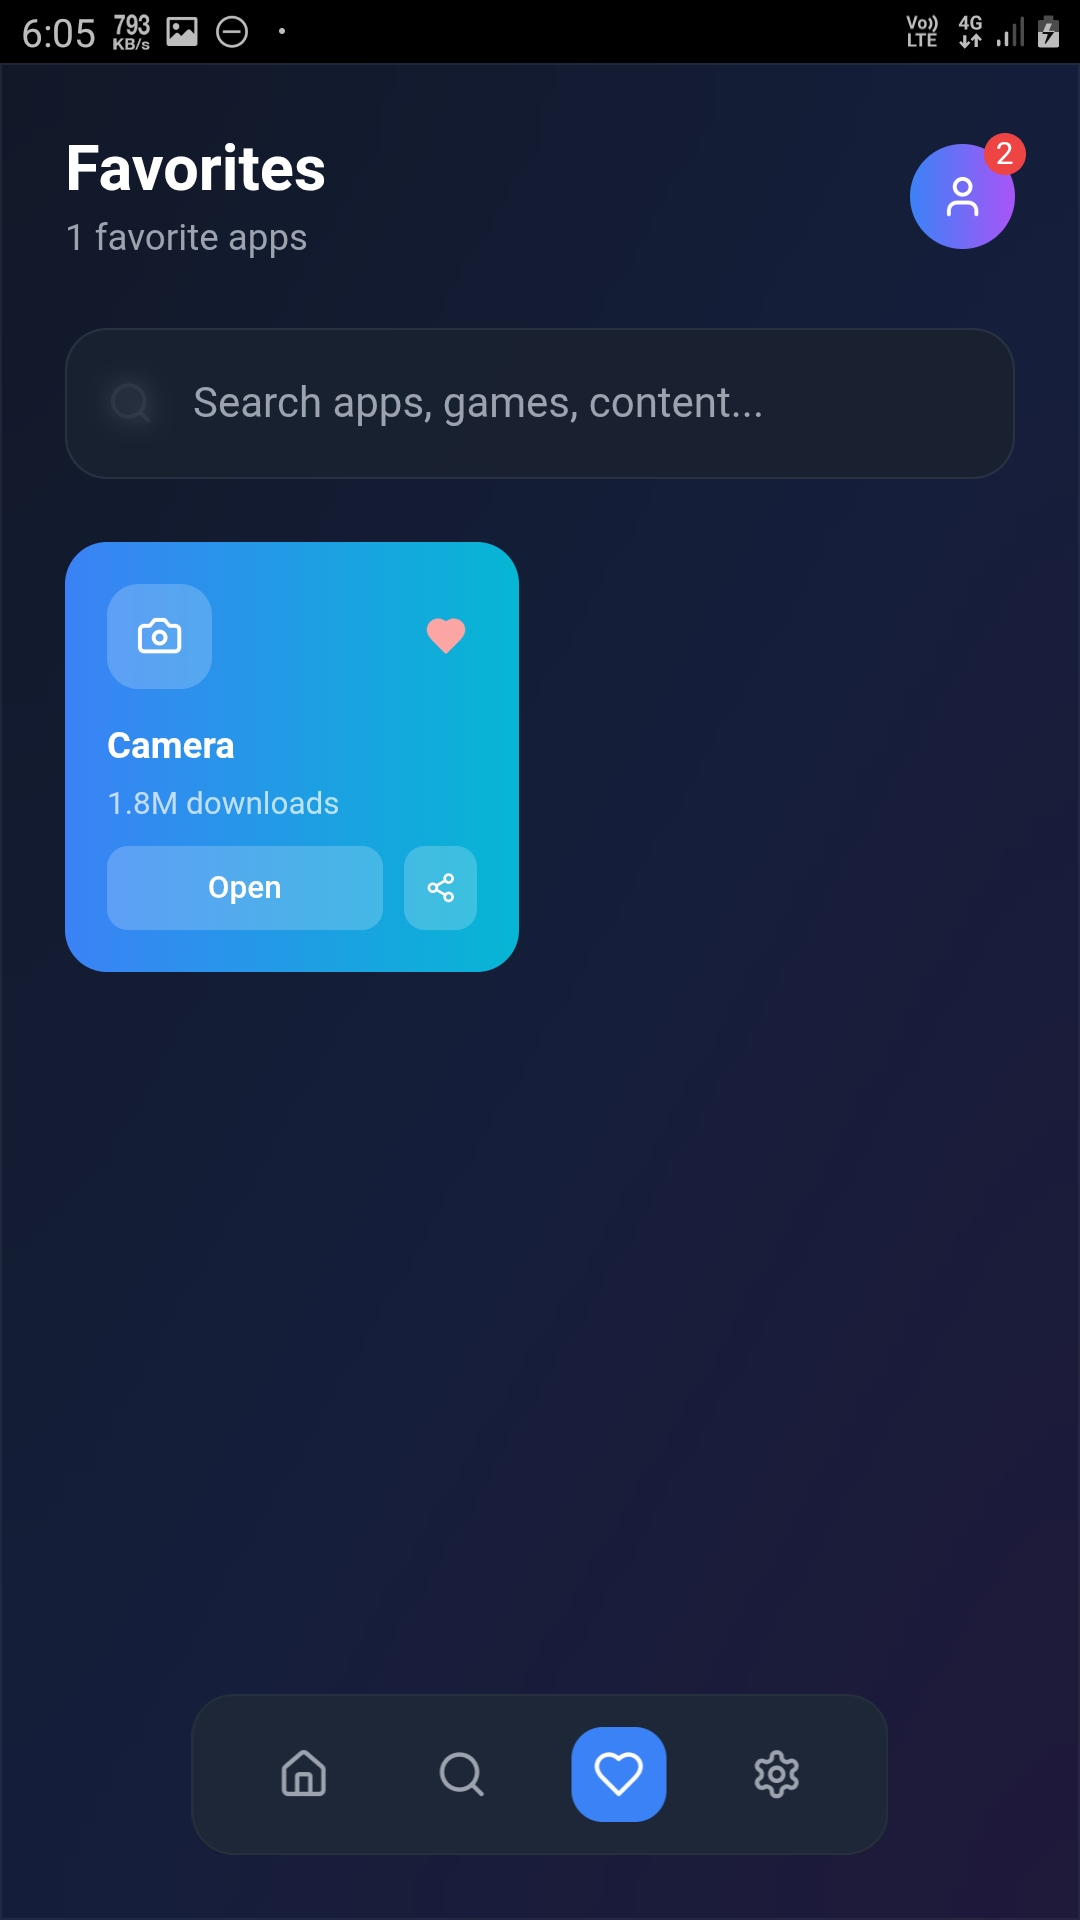 6:05 793 KB/s Vo)) LTE 4G
Favorites
2
1 favorite apps
Search apps, games, content...
Camera
1.8M downloads
Open